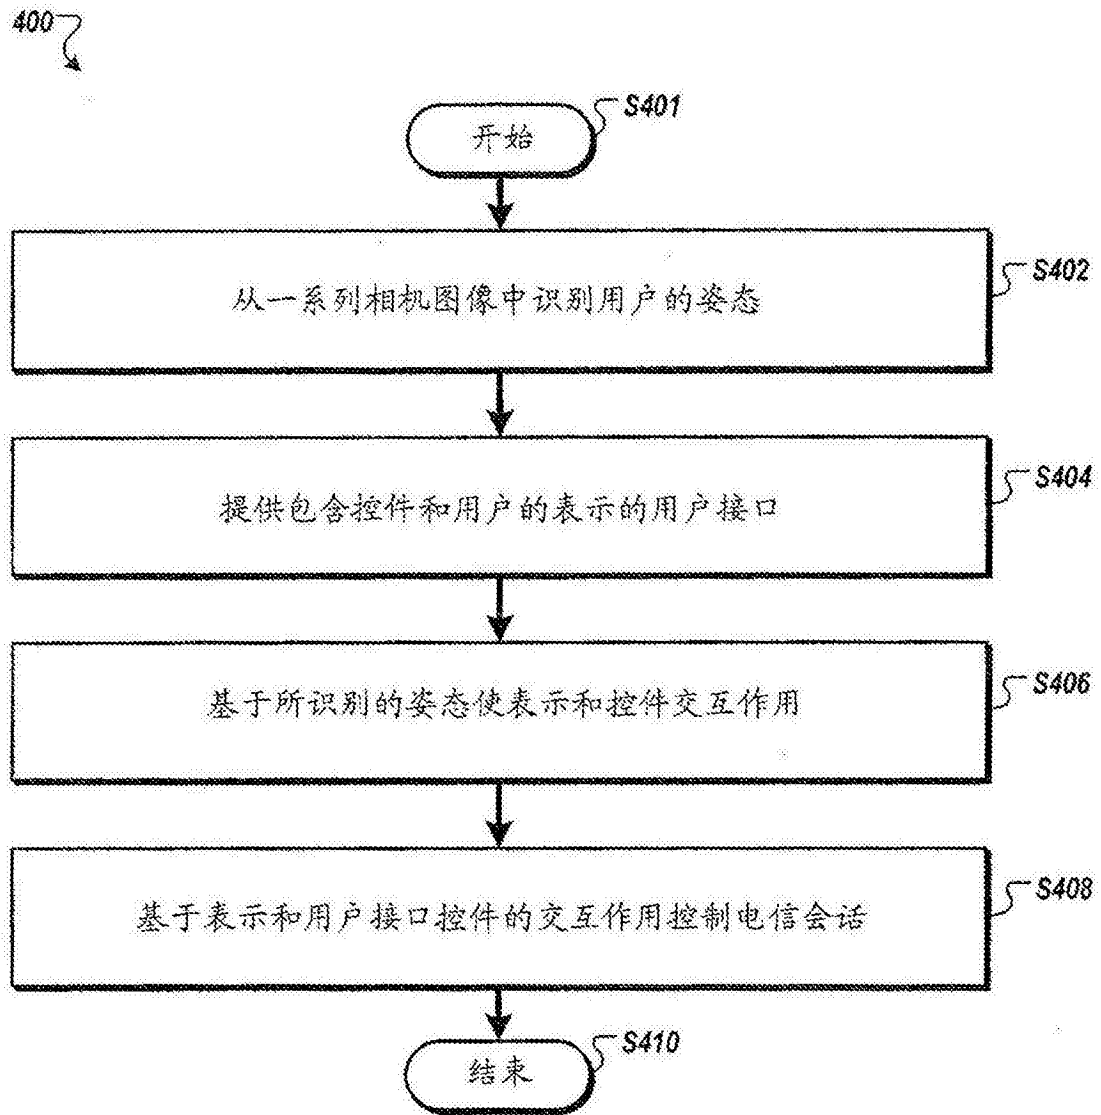 400
S401
开始
S402
从一系列相机图像中识别用户的姿态
S404
提供包含控件和用户的表示的用户接口
S406
基于所识别的姿态使表示和控件交互作用
S408
基于表示和用户接口控件的交互作用控制电信会话
S410
结束